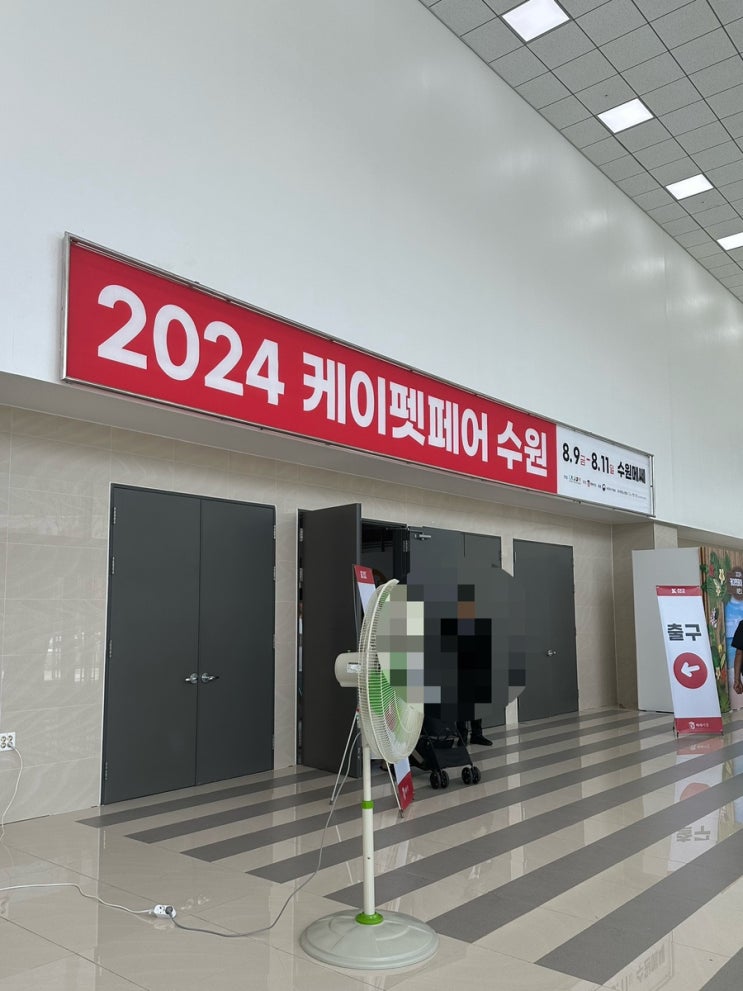 2024 케이펫페어 수원
8.9금 - 8.11일 수원메쎄
출구